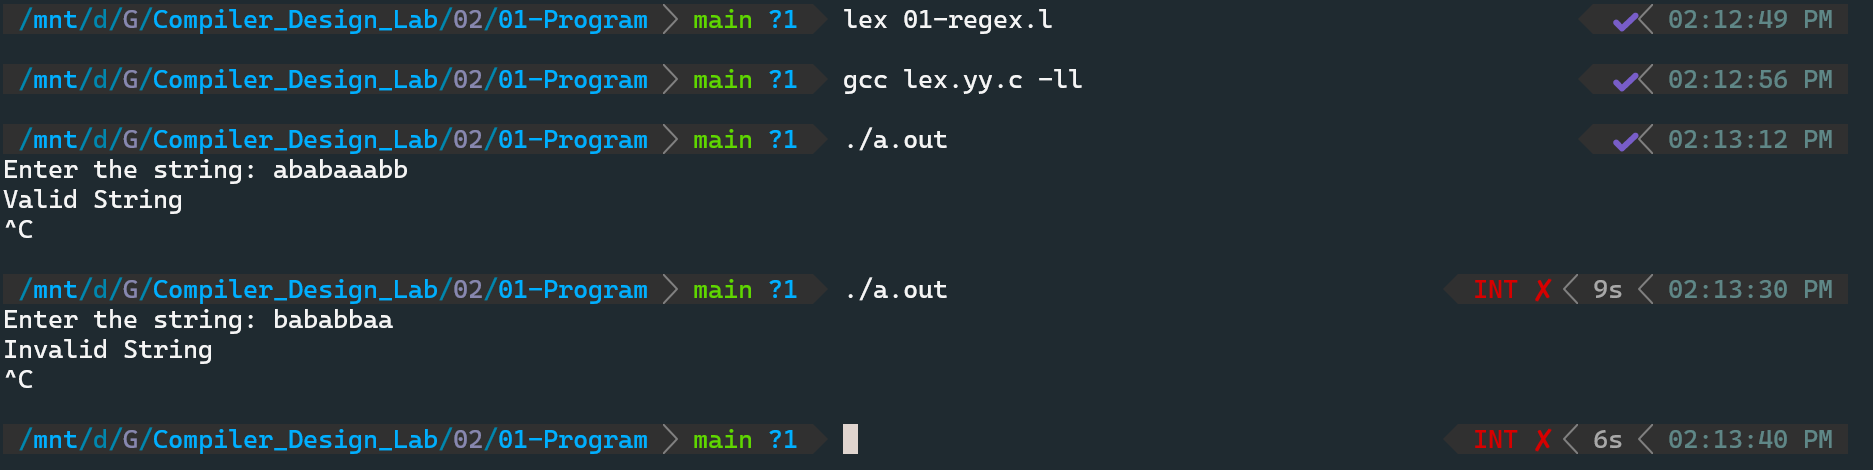 /mnt/d/G/Compiler_Design_Lab/02/01-Program main ?1 lex 01-regex.l 02:12:49 PM
/mnt/d/G/Compiler_Design_Lab/02/01-Program main ?1 gcc lex.yy.c -ll 02:12:56 PM
/mnt/d/G/Compiler_Design_Lab/02/01-Program main ?1 ./a.out 02:13:12 PM
Enter the string: ababaaabb
Valid String
^C
/mnt/d/G/Compiler_Design_Lab/02/01-Program main ?1 ./a.out INT ✘ 9s 02:13:30 PM
Enter the string: bababbaa
Invalid String
^C
/mnt/d/G/Compiler_Design_Lab/02/01-Program main ?1 INT ✘ 6s 02:13:40 PM